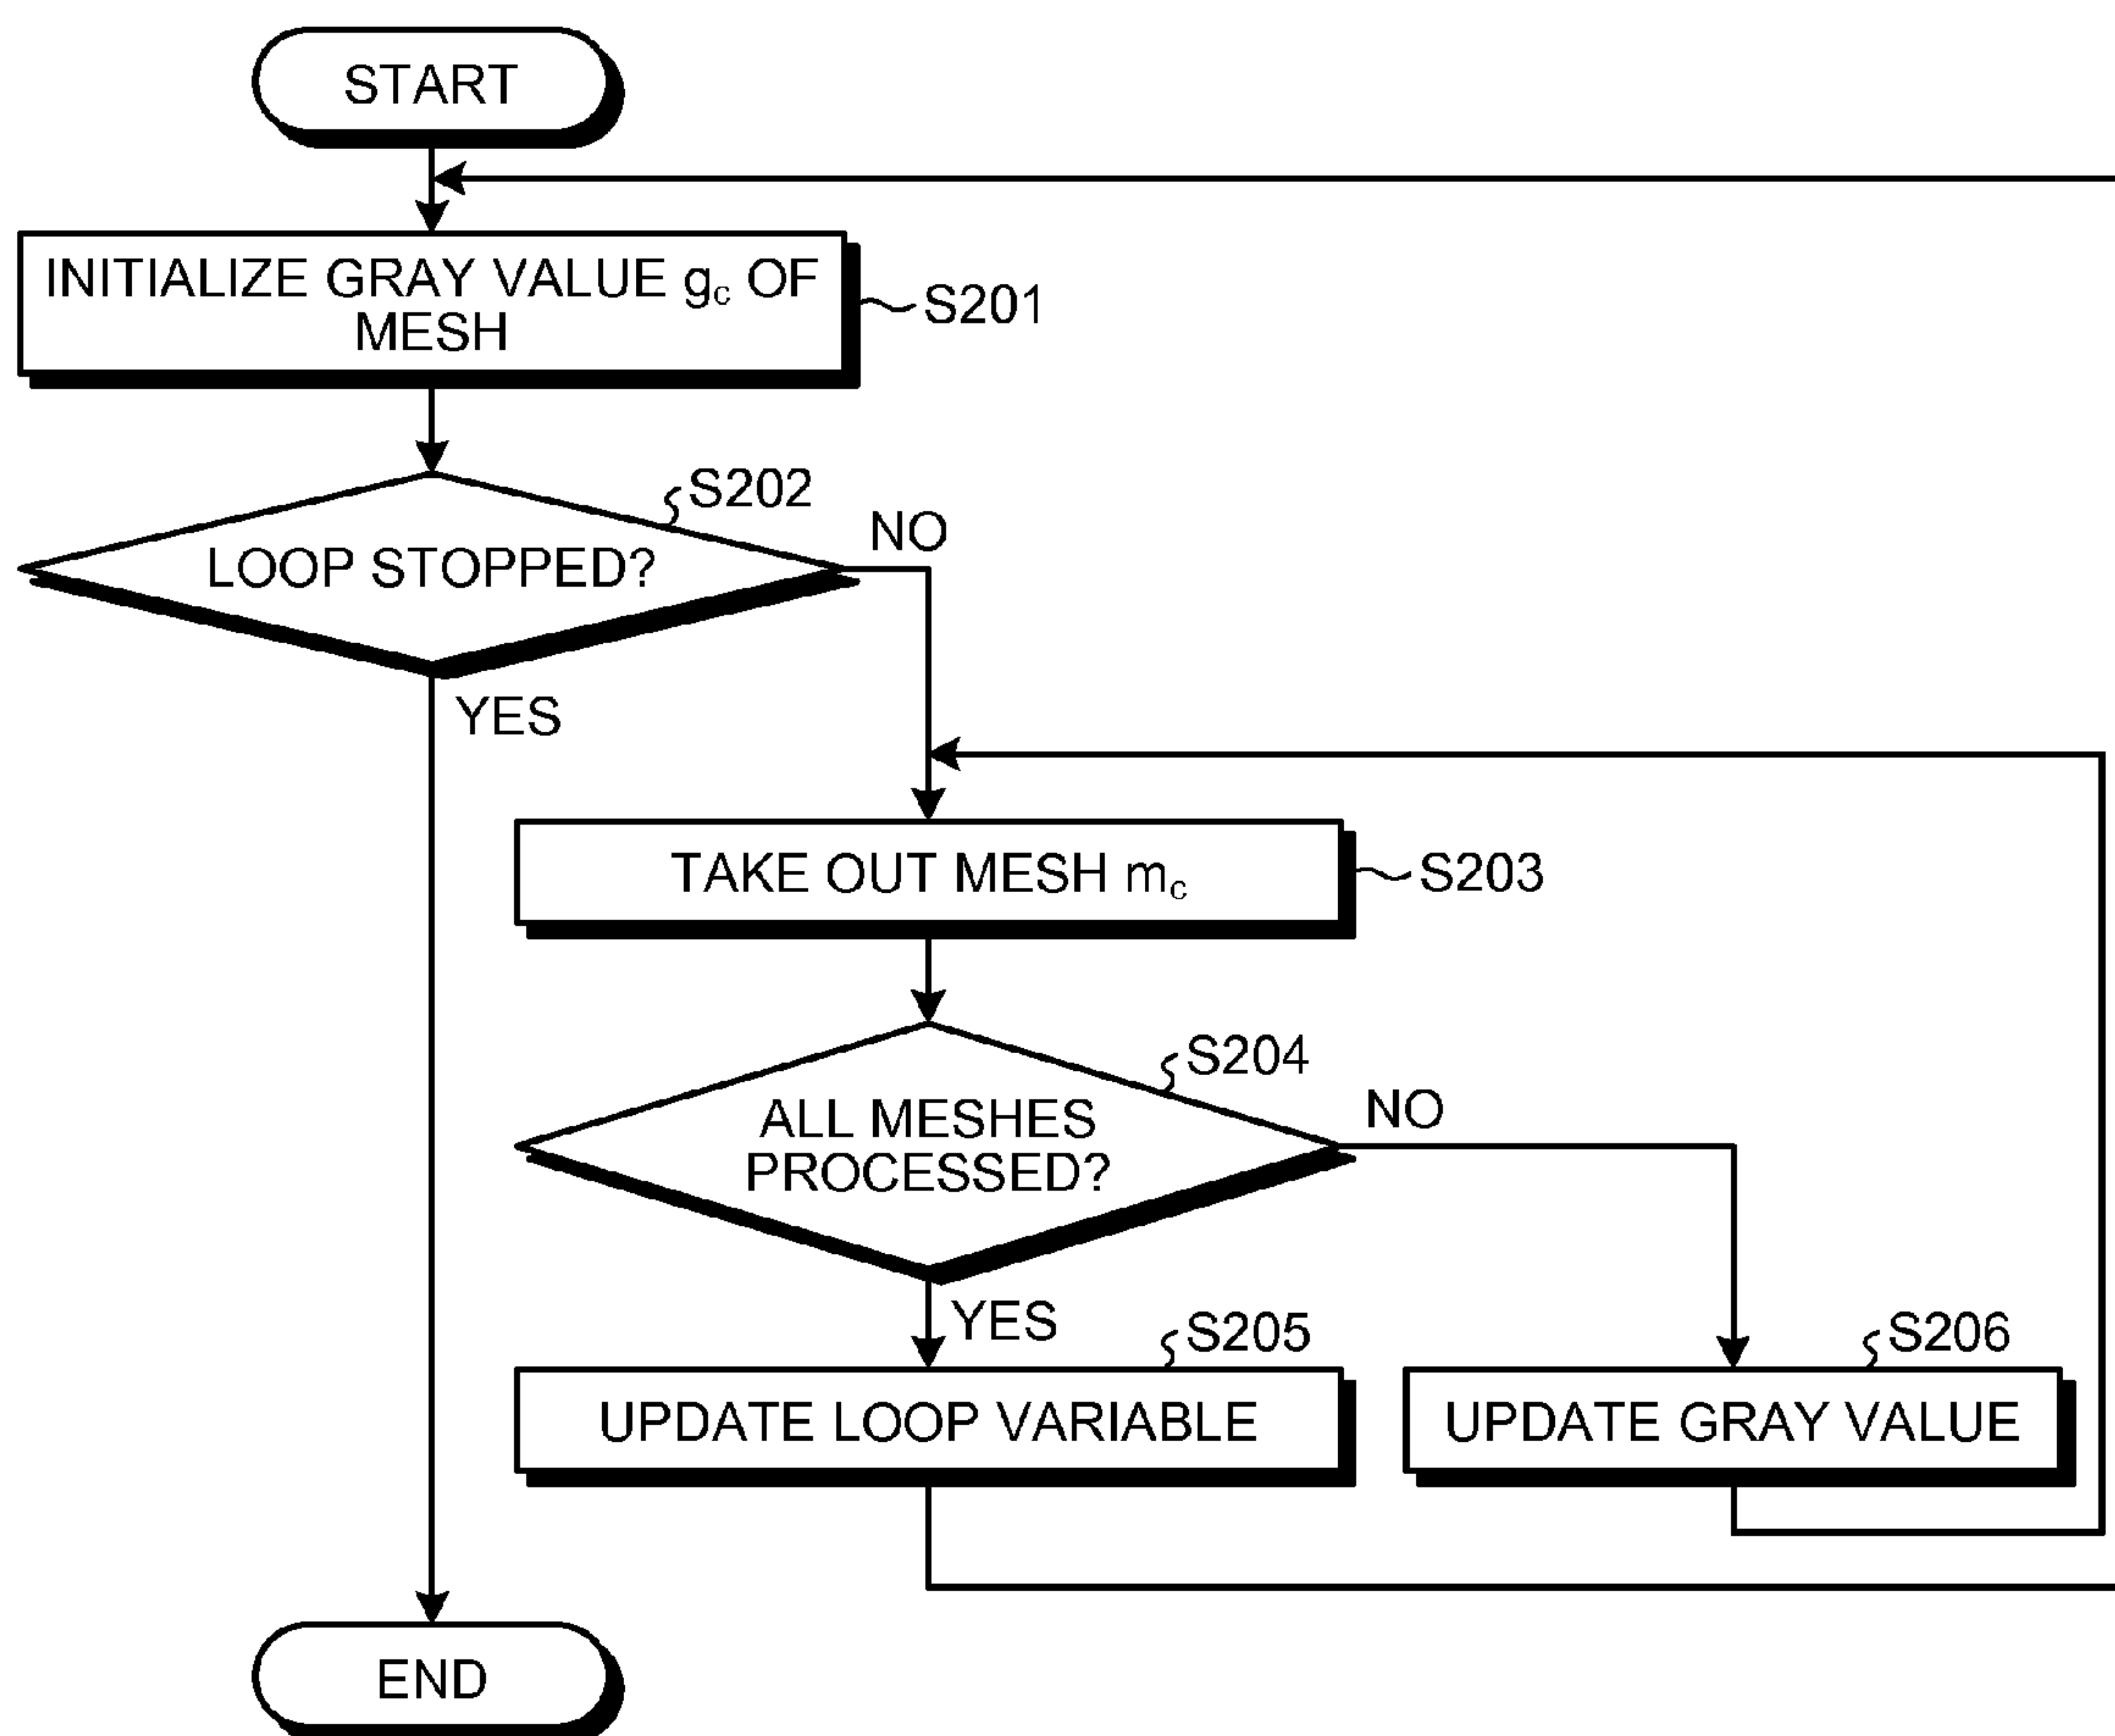 START
INITIALIZE GRAY VALUE gc OF
MESH
S201
S202
LOOP STOPPED?
NO
YES
TAKE OUT MESH mc
S203
S204
ALL MESHES
PROCESSED?
NO
YES
S205
UPDATE LOOP VARIABLE
S206
UPDATE GRAY VALUE
END